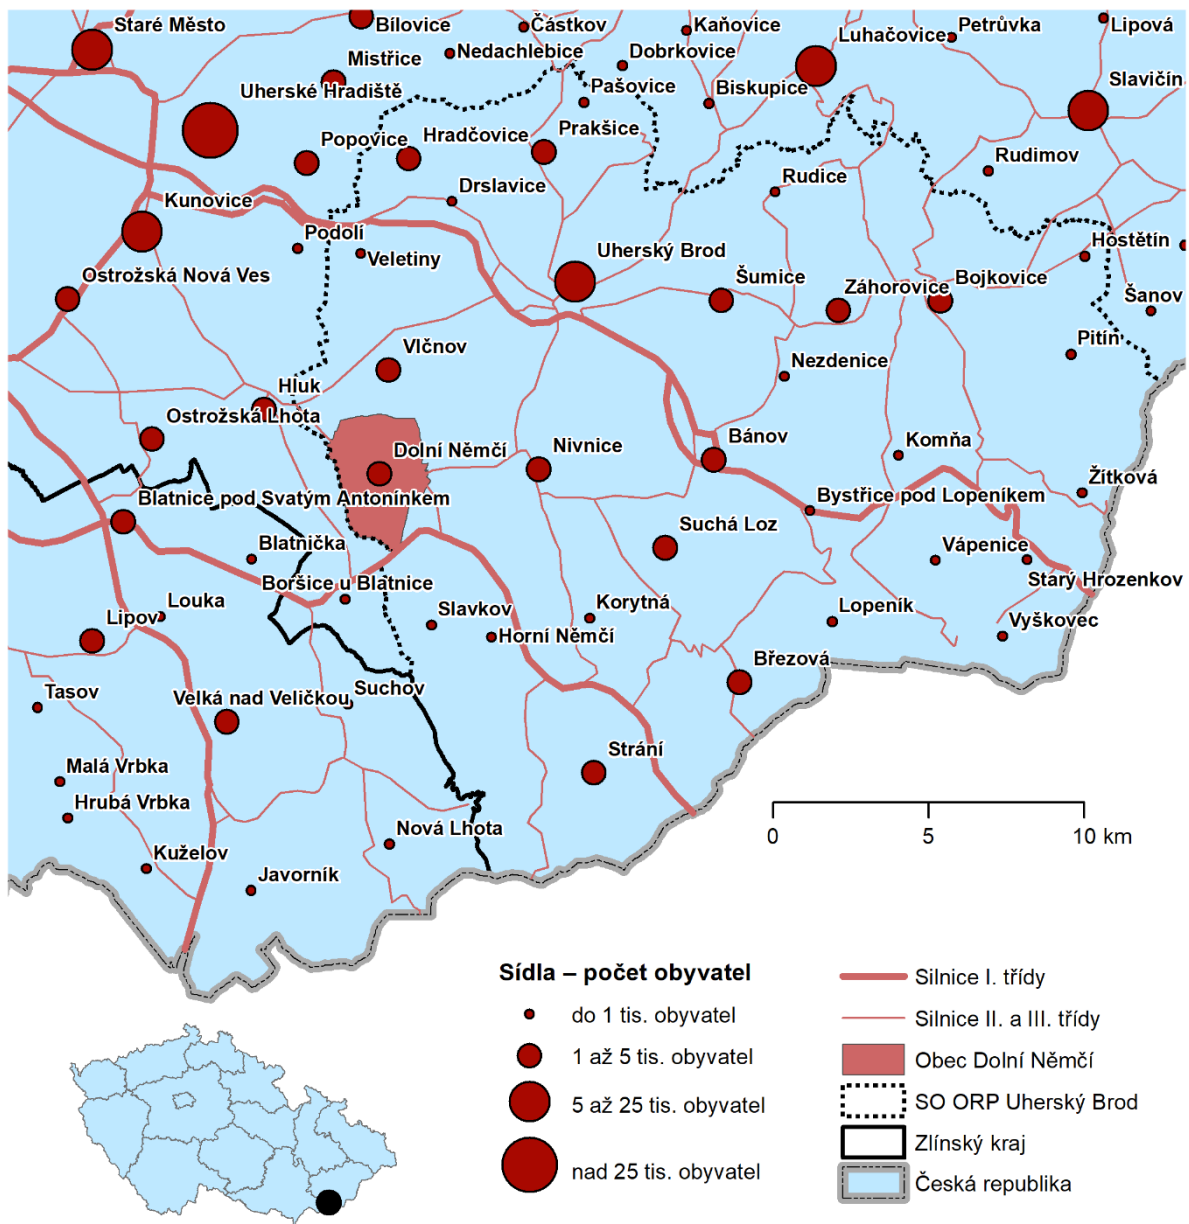 Staré Město
Bílovice
Částkov
Kaňovice
Petrůvka
Lipová
Luhačovice
Mistřice
Nedachlebice
Dobrkovice
Uherské Hradiště
Pašovice
Biskupice
Slavičín
Popovice
Hradčovice
Prakšice
Rudimov
Rudice
Drslavice
Kunovice
Podolí
Veletiny
Uherský Brod
Hostětín
Ostrožská Nová Ves
Šumice
Záhorovice
Bojkovice
Šanov
Pitín
Vlčnov
Nezdenice
Hluk
Ostrožská Lhota
Dolní Němčí
Nivnice
Bánov
Komňa
Žítková
Blatnice pod Svatým Antonínkem
Bystřice pod Lopeníkem
Suchá Loz
Blatnička
Vápenice
Boršice u Blatnice
Starý Hrozenkov
Louka
Lipov
Slavkov
Korytná
Lopeník
Vyškovec
Horní Němčí
Březová
Tasov
Velká nad Veličkou
Suchov
Strání
Malá Vrbka
Hrubá Vrbka
Nová Lhota
0 5 10 km
Kuželov
Javorník
Sídla – počet obyvatel
do 1 tis. obyvatel
1 až 5 tis. obyvatel
5 až 25 tis. obyvatel
nad 25 tis. obyvatel
Silnice I. třídy
Silnice II. a III. třídy
Obec Dolní Němčí
SO ORP Uherský Brod
Zlínský kraj
Česká republika